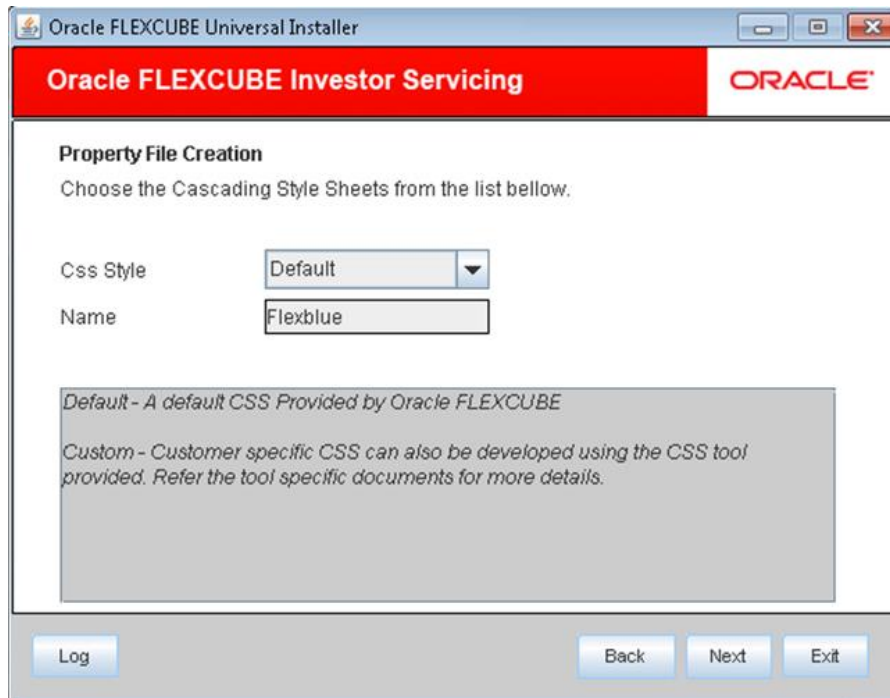 Oracle FLEXCUBE Universal Installer
Oracle FLEXCUBE Investor Servicing
ORACLE
Property File Creation
Choose the Cascading Style Sheets from the list bellow.
Css Style
Default
Name
Flexblue
Default - A default CSS Provided by Oracle FLEXCUBE
Custom - Customer specific CSS can also be developed using the CSS tool
provided. Refer the tool specific documents for more details.
Log
Back
Next
Exit